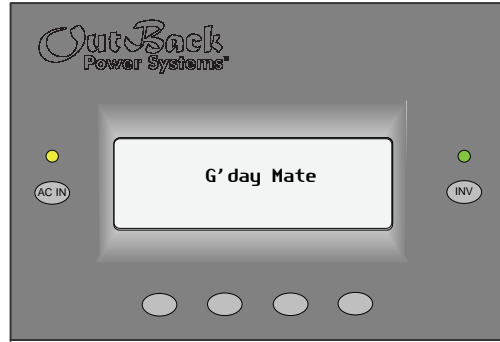 OutBack
Power Systems
G'day Mate
AC IN
INV